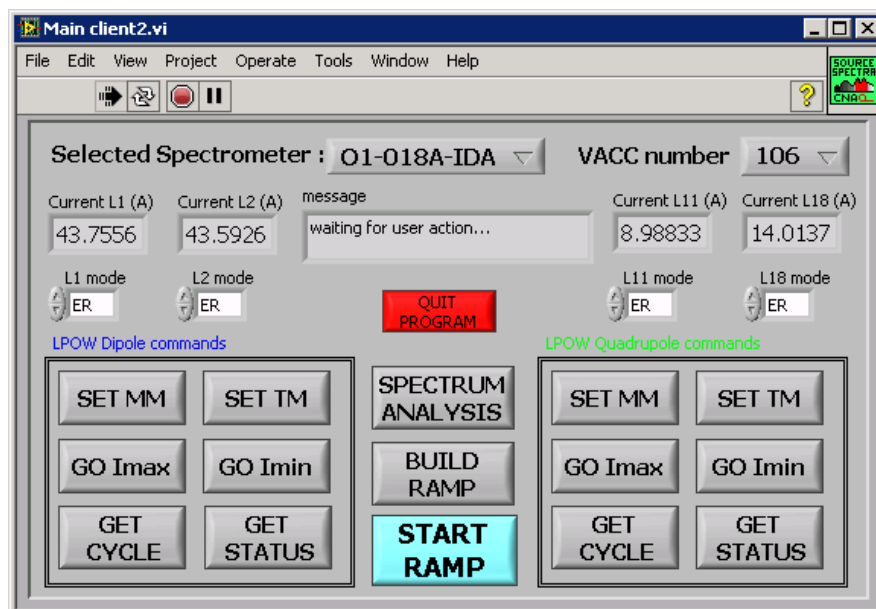 Main client2.vi
File Edit View Project Operate Tools Window Help
SOURCE
SPECTRA
CNAO
Selected Spectrometer : O1-018A-IDA
VACC number 106
Current L1 (A)
Current L2 (A)
message
Current L11 (A)
Current L18 (A)
43.7556
43.5926
waiting for user action...
8.98833
14.0137
L1 mode
L2 mode
L11 mode
L18 mode
ER
ER
ER
ER
QUIT
PROGRAM
LPOW Dipole commands
LPOW Quadrupole commands
SET MM
SET TM
GO Imax
GO Imin
GET
CYCLE
GET
STATUS
SPECTRUM
ANALYSIS
BUILD
RAMP
START
RAMP
SET MM
SET TM
GO Imax
GO Imin
GET
CYCLE
GET
STATUS